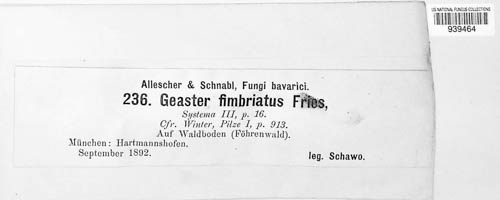 US NATIONAL FUNGUS COLLECTIONS
939464
Allescher & Schnabl, Fungi bavarici.
236. Geaster fimbriatus Fries,
Systema III, p. 16.
Cfr. Winter, Pilze I, p. 913.
Auf Waldboden (Föhrenwald).
München: Hartmannshofen.
September 1892.
leg. Schawo.